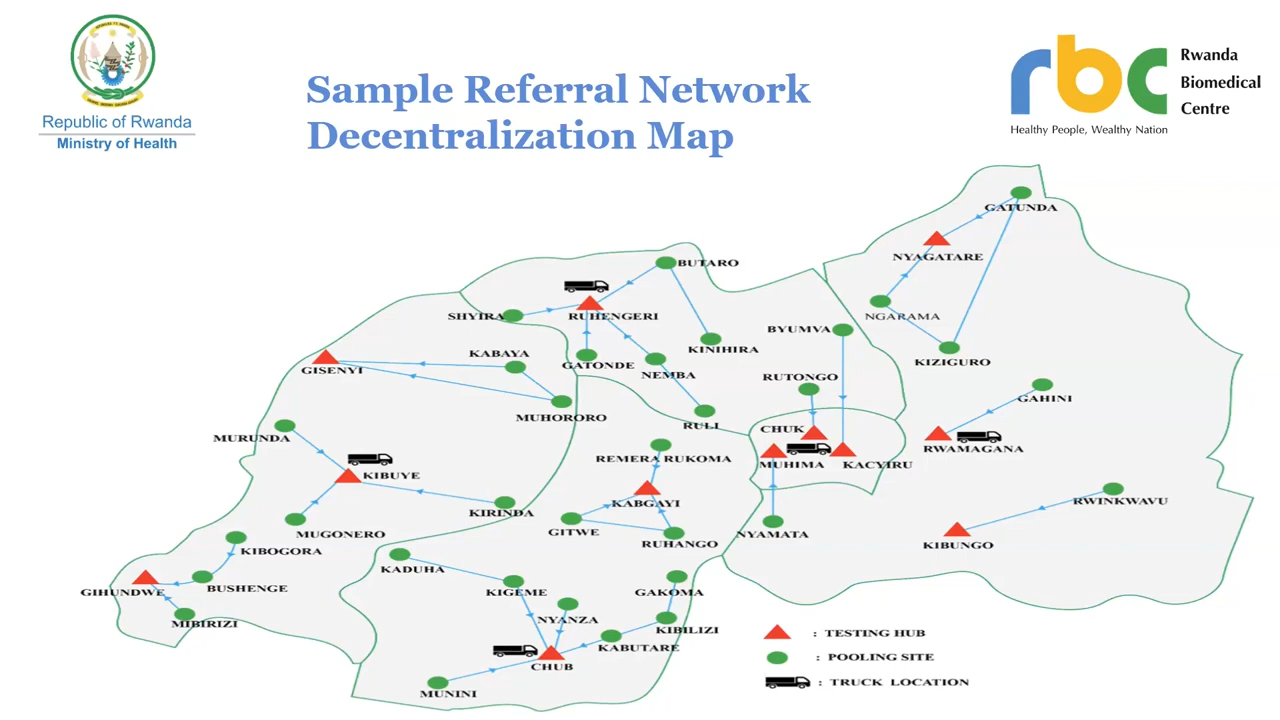 Republic of Rwanda
Ministry of Health
Sample Referral Network
Decentralization Map
rbc
Rwanda
Biomedical
Centre
Healthy People, Wealthy Nation
GATUNDA
NYAGATARE
BUTARO
SHYIRA
RUHENGERI
NGARAMA
BYUMVA
KINIHIRA
KABAYA
GISENYI
GATONDE
NEMBA
KIZIGURO
RUTONGO
GAHINI
MUHORORO
RULI
CHUK
MURUNDA
REMERA RUKOMA
MUHIMA
KACYIRU
RWAMAGANA
KIBUYE
KABGAYI
RWINKWAVU
KIRINDA
MUGONERO
GITWE
RUHANGO
NYAMATA
KIBUNGO
KIBOGORA
KADUHA
GIHUNDWE
BUSHENGE
KIGEME
GAKOMA
MIBIRIZI
NYANZA
KIBILIZI
KABUTARE
CHUB
MUNINI
: TESTING HUB
: POOLING SITE
: TRUCK LOCATION